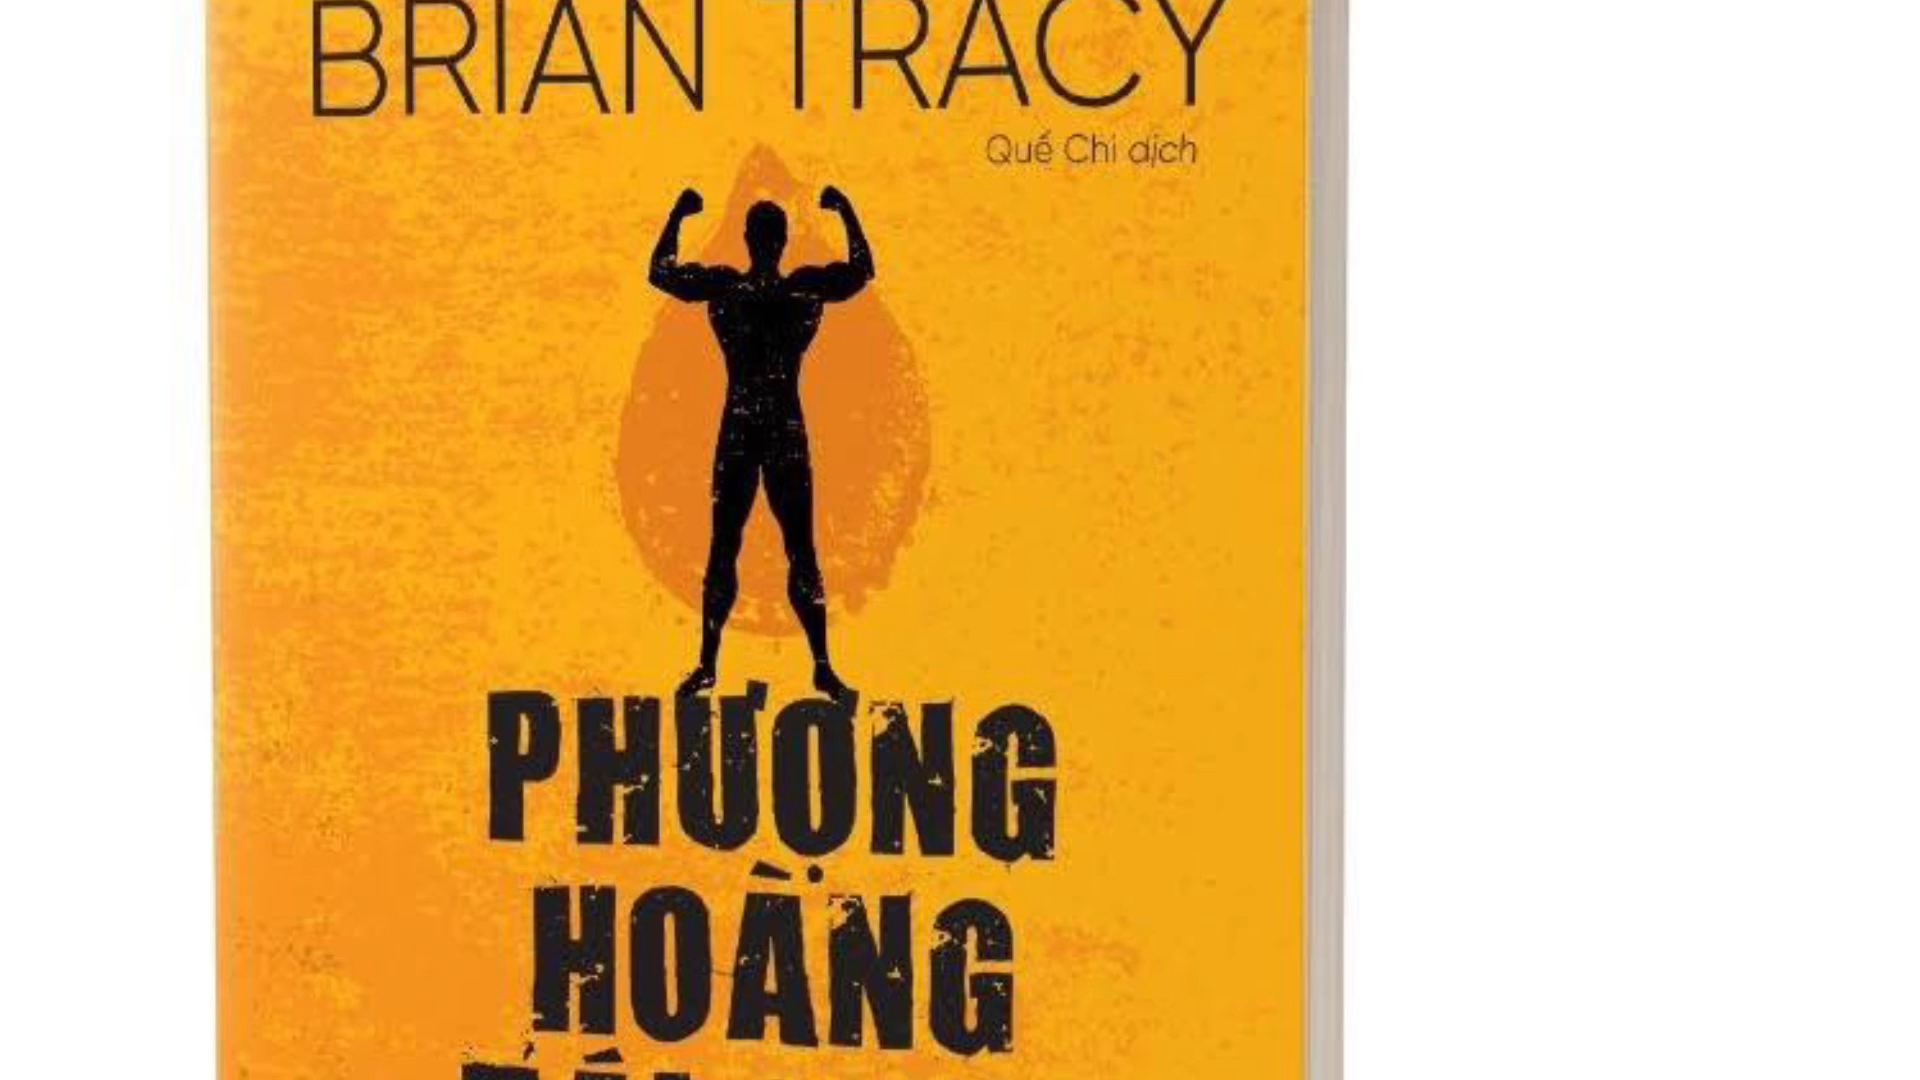 BRIAN TRACY
Quế Chi dịch
PHƯỢNG
HOÀNG